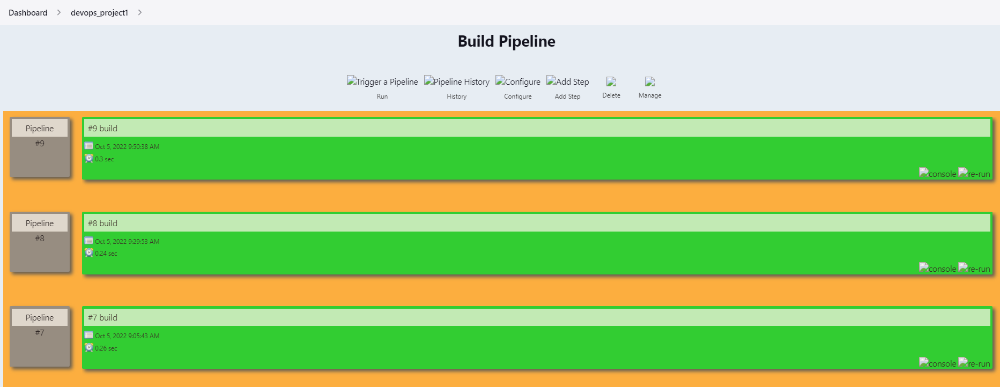 Dashboard > devops_project1 >
Build Pipeline
Trigger a Pipeline Pipeline History Configure Add Step
Run History Configure Add Step Delete Manage
Pipeline
#9
#9 build
Oct 5, 2022 9:50:38 AM
0.3 sec
console re-run
Pipeline
#8
#8 build
Oct 5, 2022 9:29:53 AM
0.24 sec
console re-run
Pipeline
#7
#7 build
Oct 5, 2022 9:05:43 AM
0.26 sec
console re-run